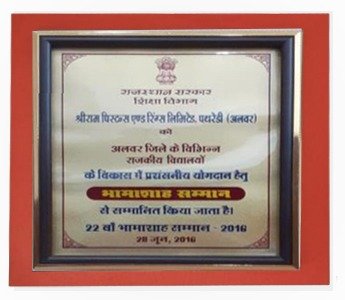 राजस्थान सरकार
शिक्षा विभाग
श्रीराम पिस्टन्स एण्ड रिंग्स लिमिटेड, पथरेडी (अलवर)
को
अलवर जिले के विभिन्न
राजकीय विद्यालयों
के विकास में प्रशंसनीय योगदान हेतु
भामाशाह सम्मान
से सम्मानित किया जाता है।
22 वाँ भामाशाह सम्मान - 2016
28 जून, 2016